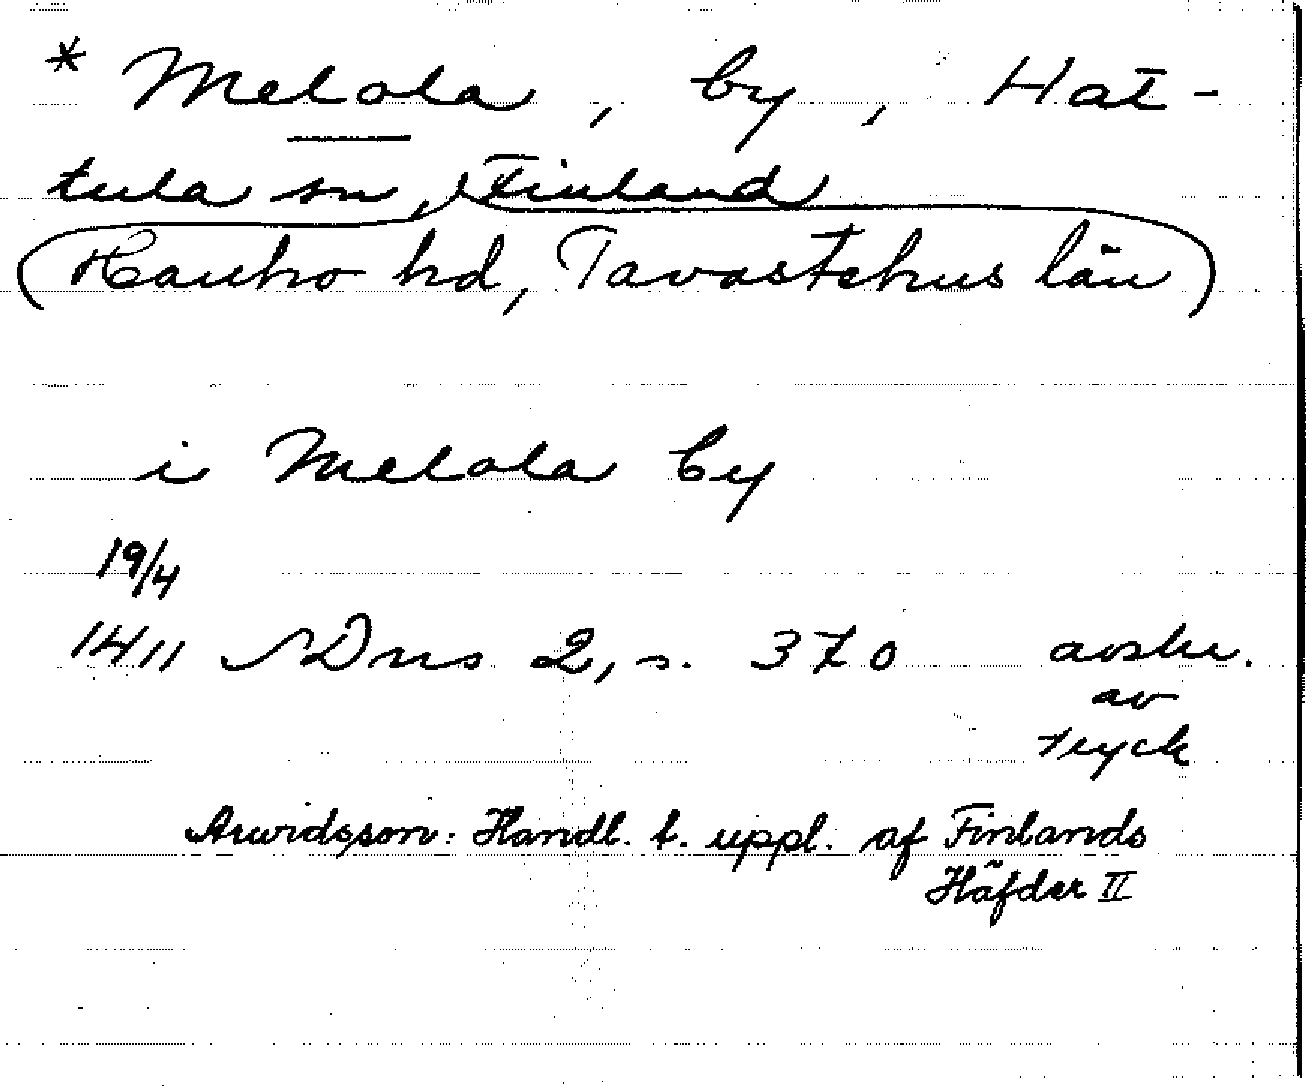 * Melola, by, Hat-
tula sn, Finland
(Hauho hd, Tavastehus län)
i Melola by
19/4
1411 SDns 2, s. 370 avskr.
av
tryck
Arwidsson: Handl. t. uppl. af Finlands
Häfder II